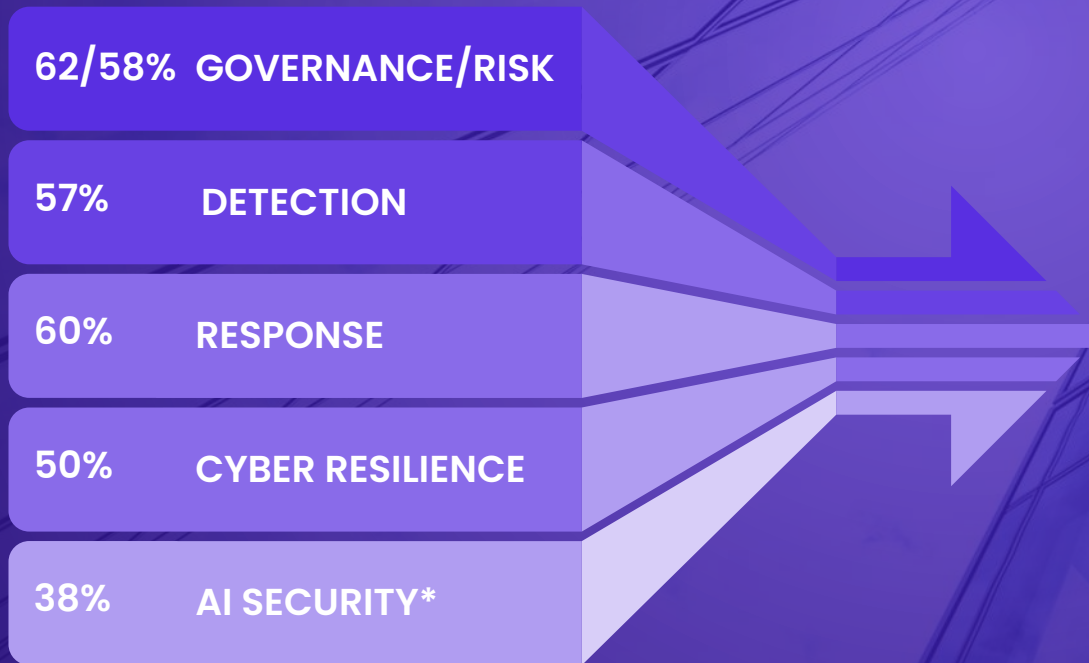 62/58% GOVERNANCE/RISK
57% DETECTION
60% RESPONSE
50% CYBER RESILIENCE
38% AI SECURITY*